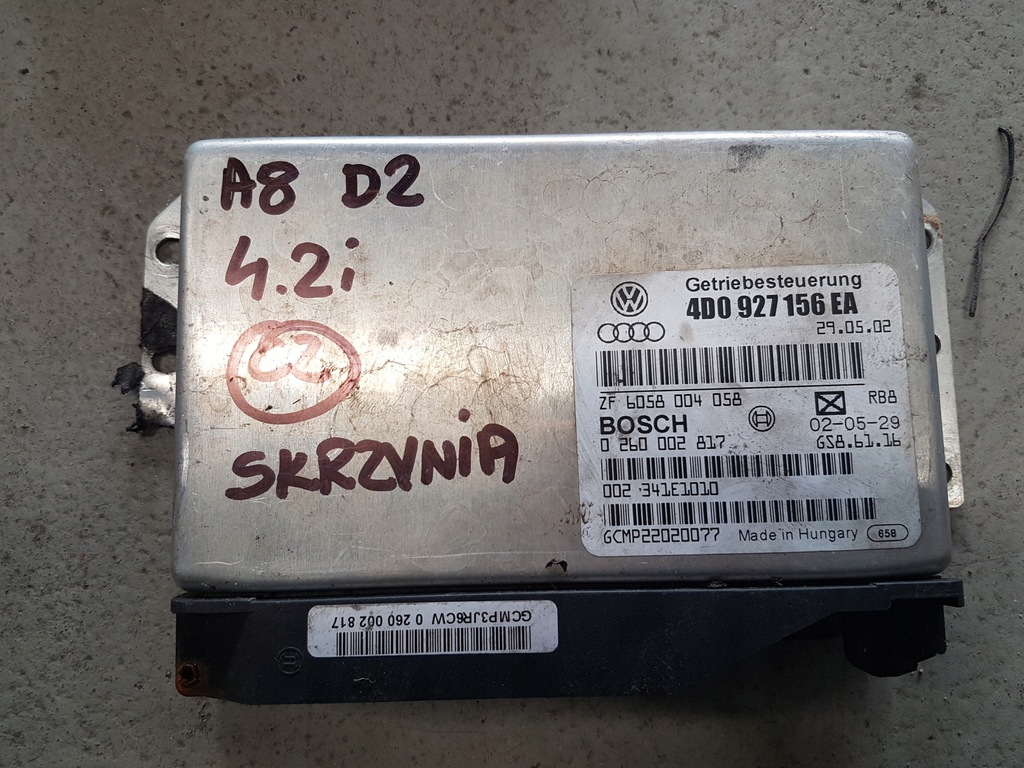 A8 D2
4.2i
CZ
SKRZYNIA
Getriebesteuerung
4D0 927 156 EA
29.05.02
ZF 6058 004 058
RB8
BOSCH
02-05-29
0 260 002 817
GS8.61.16
002 341E1010
GCMP22020077 Made in Hungary 658
GCMP3JR6CW 0 260 002 817